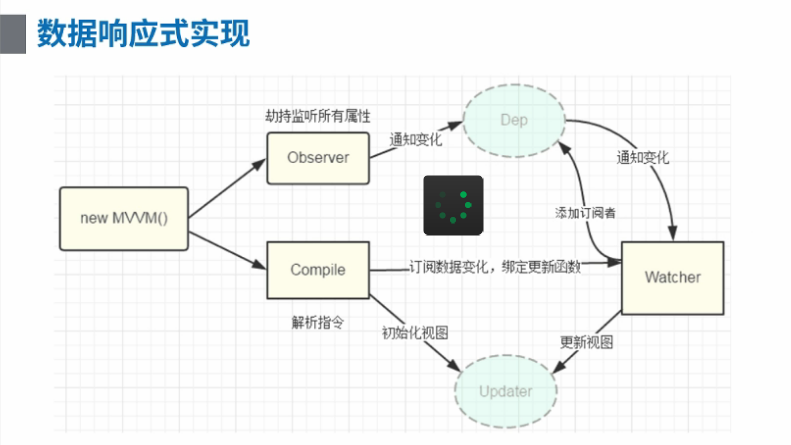 数据响应式实现
劫持监听所有属性
Dep
通知变化
Observer
通知变化
new MVVM()
添加订阅者
Compile
订阅数据变化，绑定更新函数
Watcher
解析指令
初始化视图
更新视图
Updater